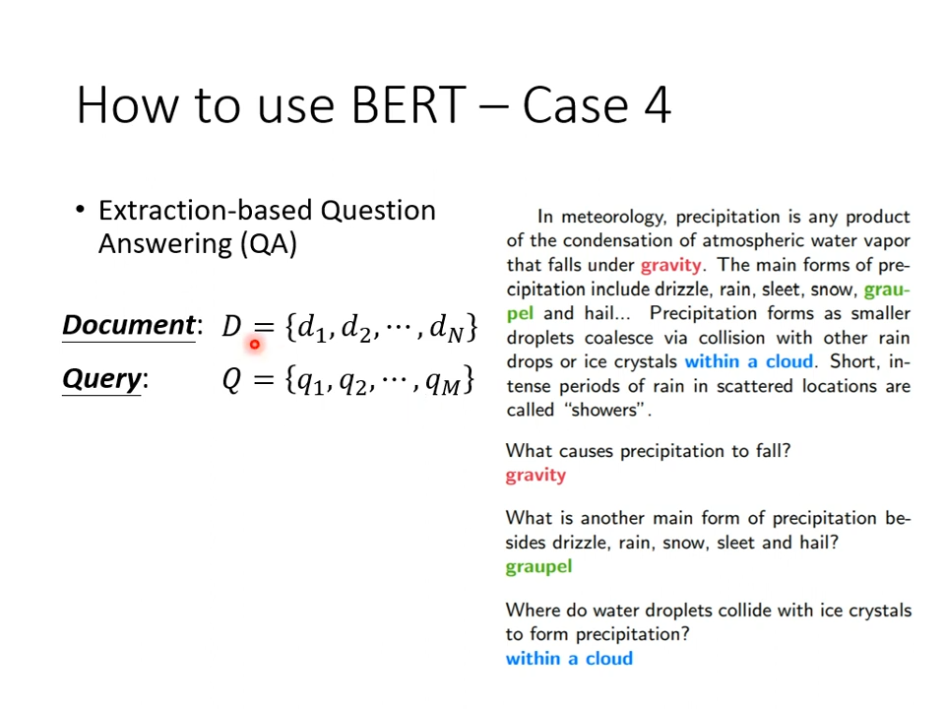 How to use BERT – Case 4
• Extraction-based Question
Answering (QA)
Document: D = {d₁, d₂, ⋯, d_N}
Query: Q = {q₁, q₂, ⋯, q_M}
In meteorology, precipitation is any product
of the condensation of atmospheric water vapor
that falls under gravity. The main forms of pre-
cipitation include drizzle, rain, sleet, snow, grau-
pel and hail... Precipitation forms as smaller
droplets coalesce via collision with other rain
drops or ice crystals within a cloud. Short, in-
tense periods of rain in scattered locations are
called “showers”.
What causes precipitation to fall?
gravity
What is another main form of precipitation be-
sides drizzle, rain, snow, sleet and hail?
graupel
Where do water droplets collide with ice crystals
to form precipitation?
within a cloud